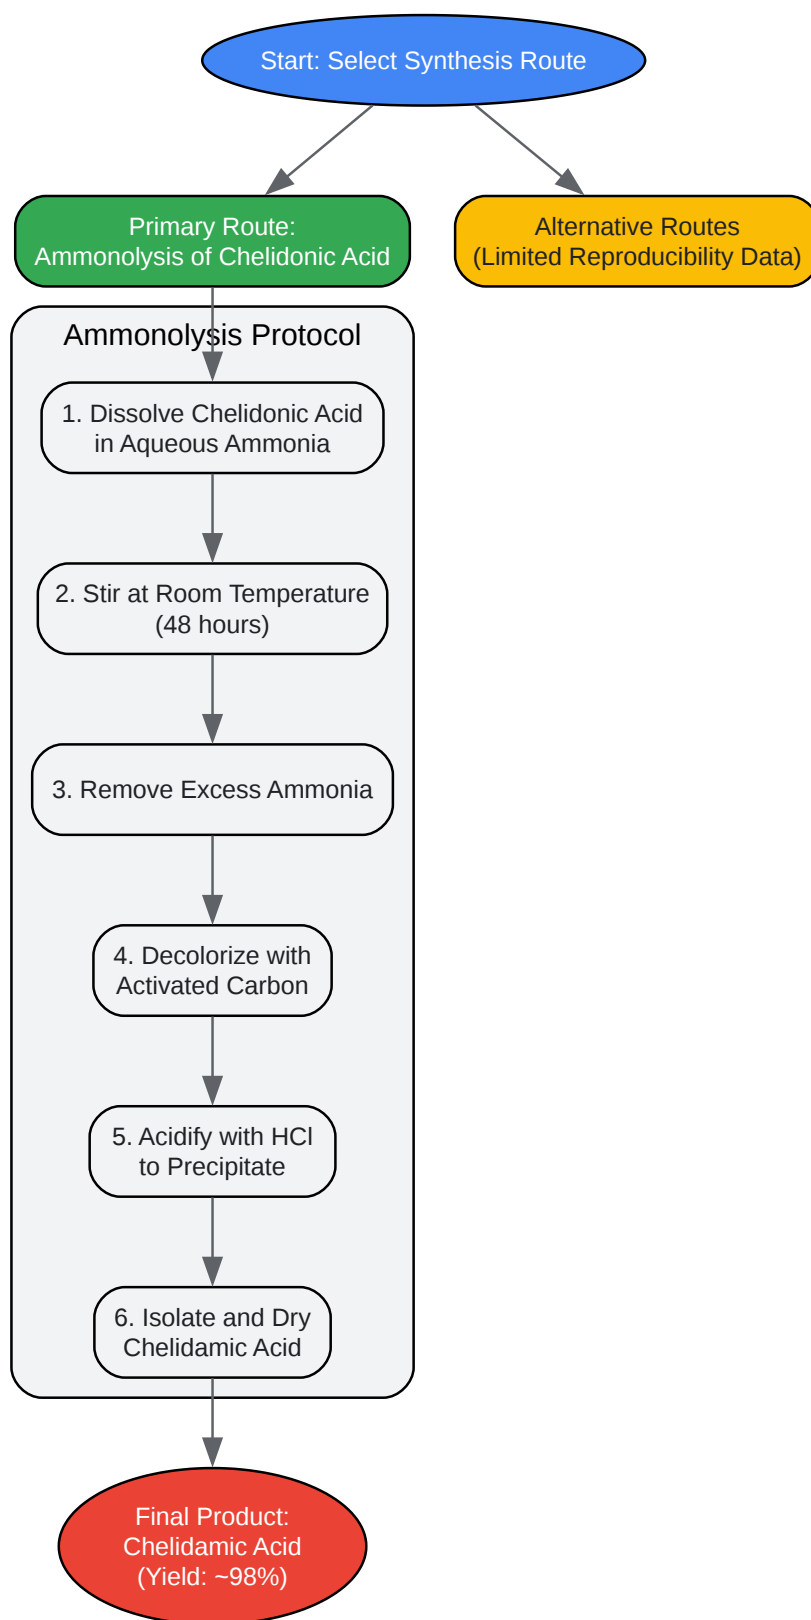 Start: Select Synthesis Route
Primary Route:
Ammonolysis of Chelidonic Acid
Alternative Routes
(Limited Reproducibility Data)
Ammonolysis Protocol
1. Dissolve Chelidonic Acid
in Aqueous Ammonia
2. Stir at Room Temperature
(48 hours)
3. Remove Excess Ammonia
4. Decolorize with
Activated Carbon
5. Acidify with HCl
to Precipitate
6. Isolate and Dry
Chelidamic Acid
Final Product:
Chelidamic Acid
(Yield: ~98%)